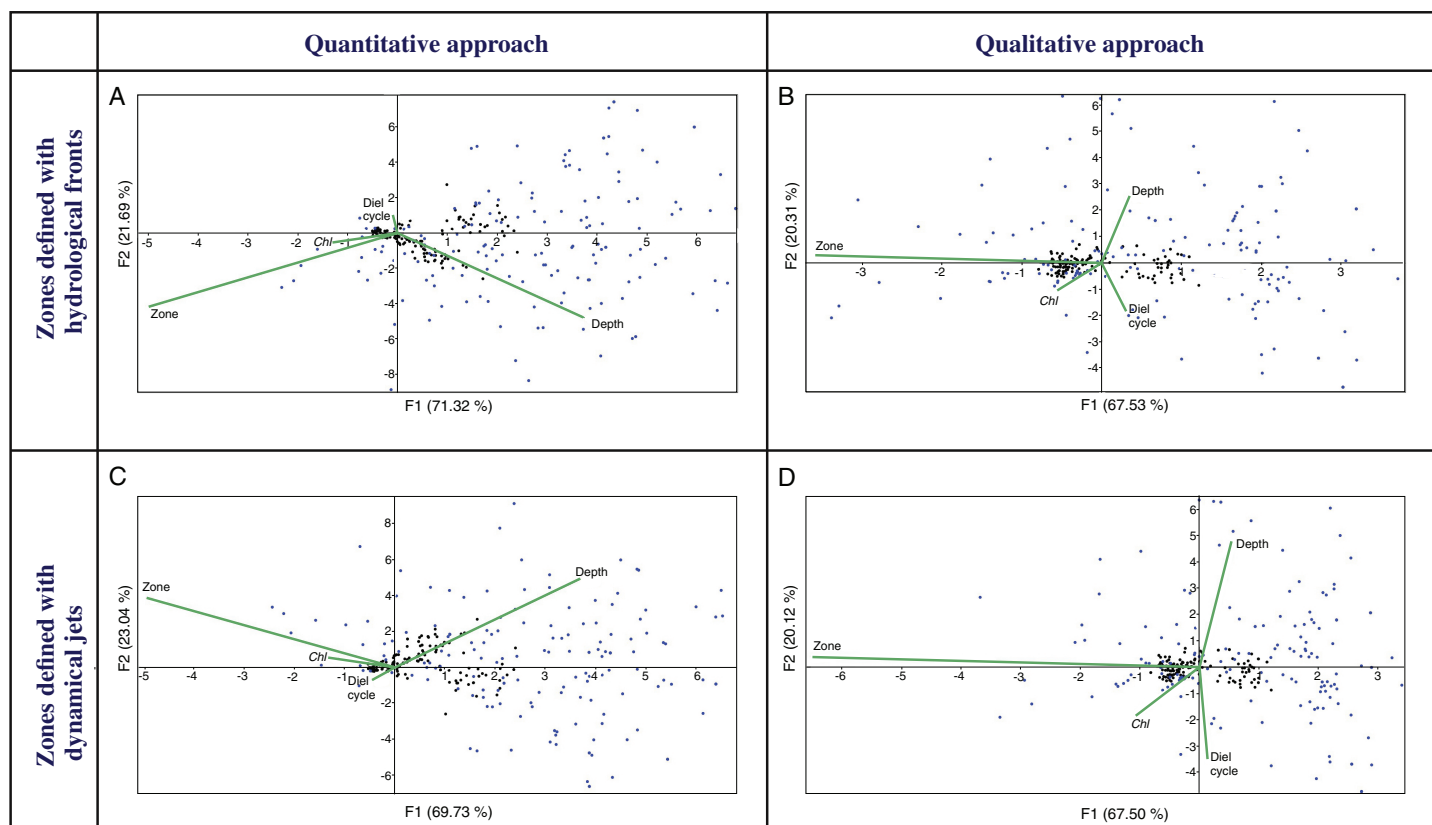 Quantitative approach
Qualitative approach
Zones defined with
hydrological fronts
A
F2 (21.69 %)
6
4
2
-2
-4
-6
-8
-5
-4
-3
-2
-1
1
2
3
4
5
6
Diel
cycle
Chl
Zone
Depth
F1 (71.32 %)
B
F2 (20.31 %)
6
5
4
3
2
1
-1
-2
-3
-4
-3
-1
1
2
3
Depth
Zone
Chl
Diel
cycle
F1 (67.53 %)
Zones defined with
dynamical jets
C
F2 (23.04 %)
8
6
4
2
-2
-4
-6
-5
-4
-3
-2
-1
0
1
2
3
4
5
6
Zone
Depth
Chl
Diel
cycle
F1 (69.73 %)
D
F2 (20.12 %)
6
5
4
3
2
1
-1
-2
-3
-4
-6
-5
-4
-3
-2
-1
0
1
2
3
Depth
Zone
Chl
Diel
cycle
F1 (67.50 %)